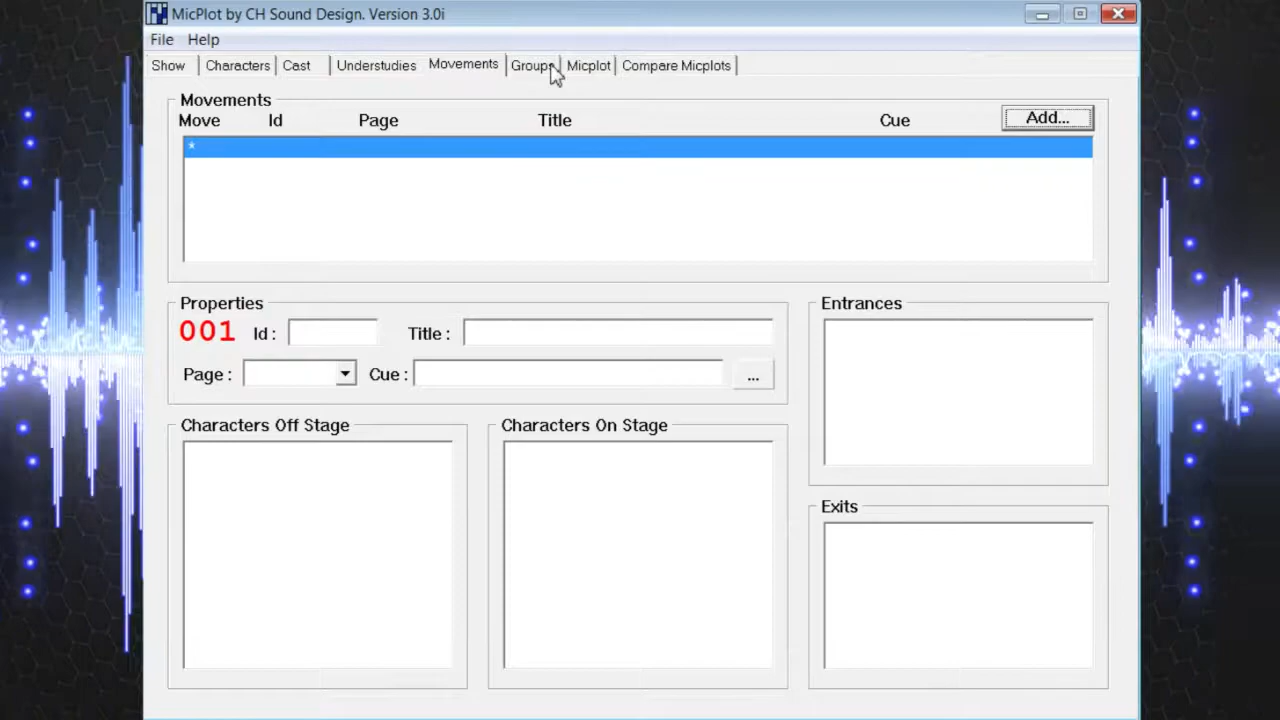 MicPlot by CH Sound Design. Version 3.0i
File Help
Show Characters Cast Understudies Movements Groups Micplot Compare Micplots
Movements
Move Id Page Title Cue Add...
*
Properties
001 Id : Title :
Page : Cue : ...
Entrances
Characters Off Stage
Characters On Stage
Exits